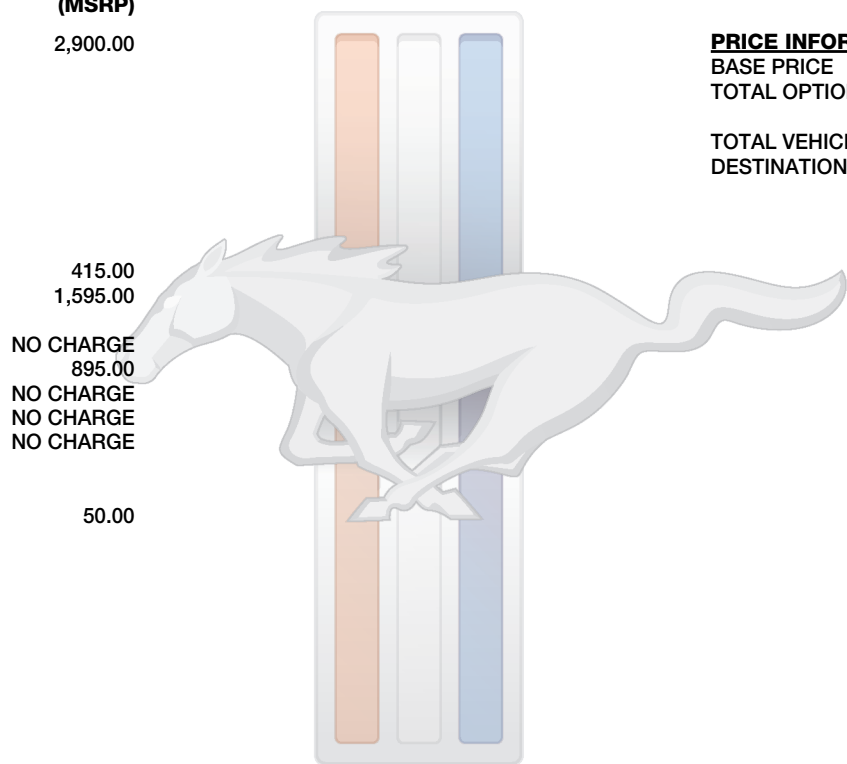 (MSRP)
2,900.00
415.00
1,595.00
NO CHARGE
895.00
NO CHARGE
NO CHARGE
NO CHARGE
50.00
PRICE INFOR
BASE PRICE
TOTAL OPTIO
TOTAL VEHICL
DESTINATION